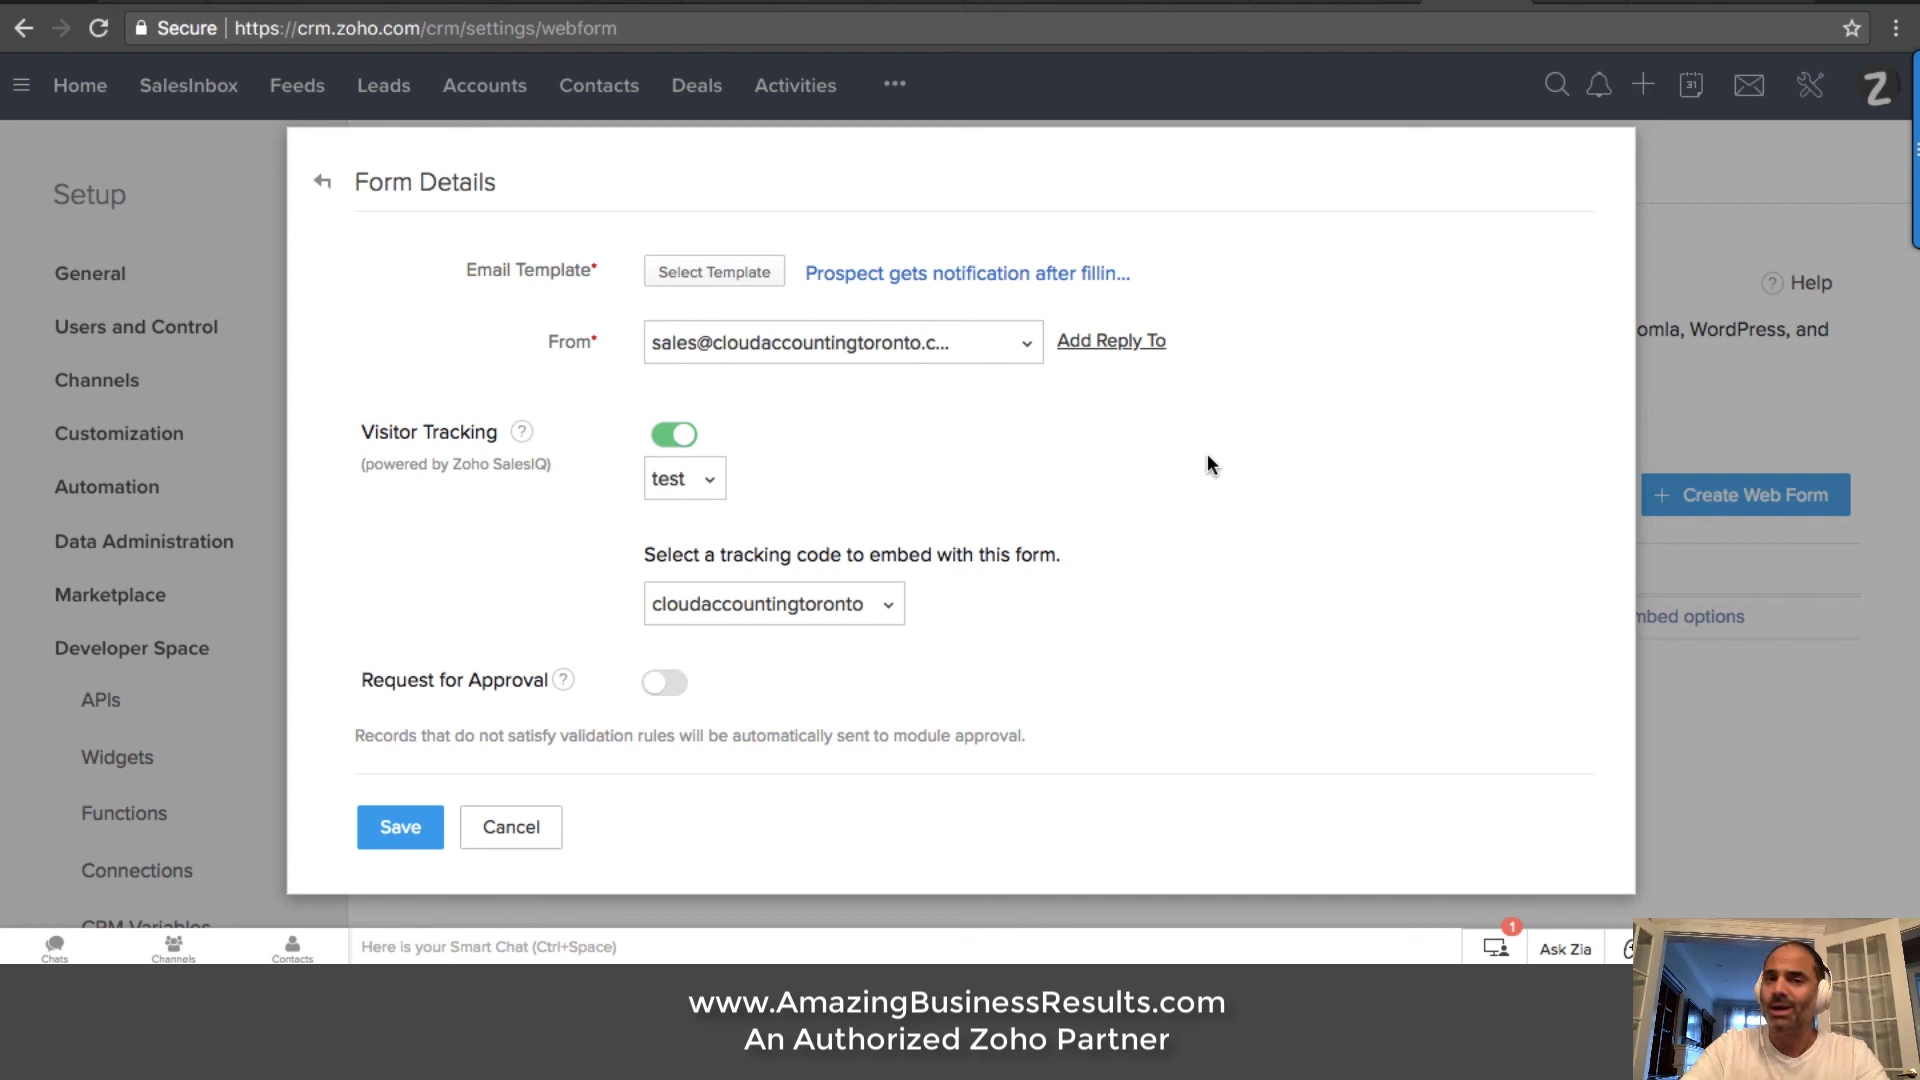 Secure | https://crm.zoho.com/crm/settings/webform
Home SalesInbox Feeds Leads Accounts Contacts Deals Activities ••• 31
Setup
Form Details
General
Email Template* Select Template Prospect gets notification after fillin...
Help
Users and Control
omla, WordPress, and
From* sales@cloudaccountingtoronto.c... Add Reply To
Channels
Customization
Visitor Tracking ?
(powered by Zoho SalesIQ)
test
Automation
Create Web Form
Data Administration
Select a tracking code to embed with this form.
Marketplace
cloudaccountingtoronto
mbed options
Developer Space
Request for Approval ?
APIs
Records that do not satisfy validation rules will be automatically sent to module approval.
Widgets
Functions
Save Cancel
Connections
CRM Variables
Chats Channels Contacts
Here is your Smart Chat (Ctrl+Space)
1
Ask Zia
www.AmazingBusinessResults.com
An Authorized Zoho Partner